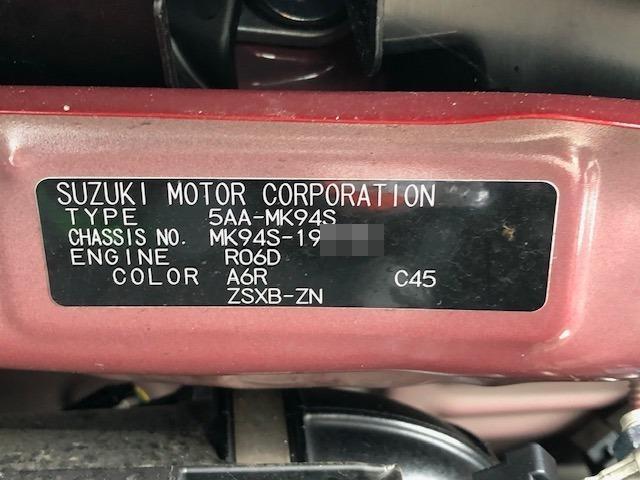 SUZUKI MOTOR CORPORATION
TYPE 5AA-MK94S
CHASSIS NO. MK94S-19
ENGINE R06D
COLOR A6R C45
ZSXB-ZN